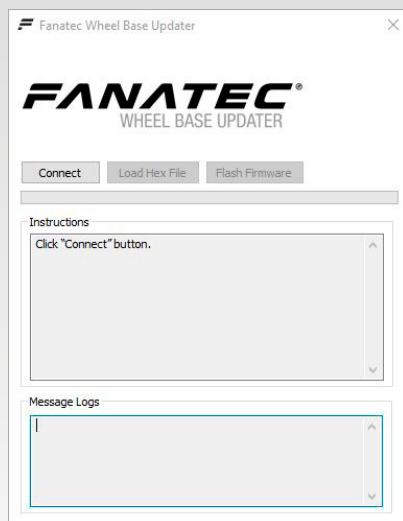 Fanatec Wheel Base Updater
FANATEC®
WHEEL BASE UPDATER
Connect Load Hex File Flash Firmware
Instructions
Click “Connect” button.
Message Logs